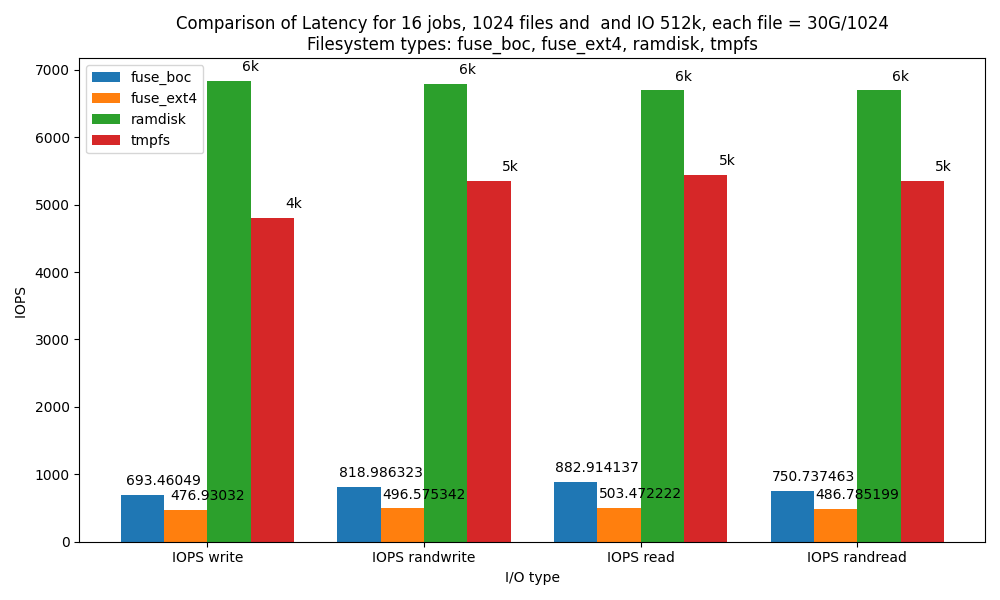 Comparison of Latency for 16 jobs, 1024 files and  and IO 512k, each file = 30G/1024
Filesystem types: fuse_boc, fuse_ext4, ramdisk, tmpfs
fuse_boc
fuse_ext4
ramdisk
tmpfs
IOPS
7000
6000
5000
4000
3000
2000
1000
0
693.46049
476.93032
6k
4k
818.986323
496.575342
6k
5k
882.914137
503.472222
6k
5k
750.737463
486.785199
6k
5k
IOPS write
IOPS randwrite
IOPS read
IOPS randread
I/O type